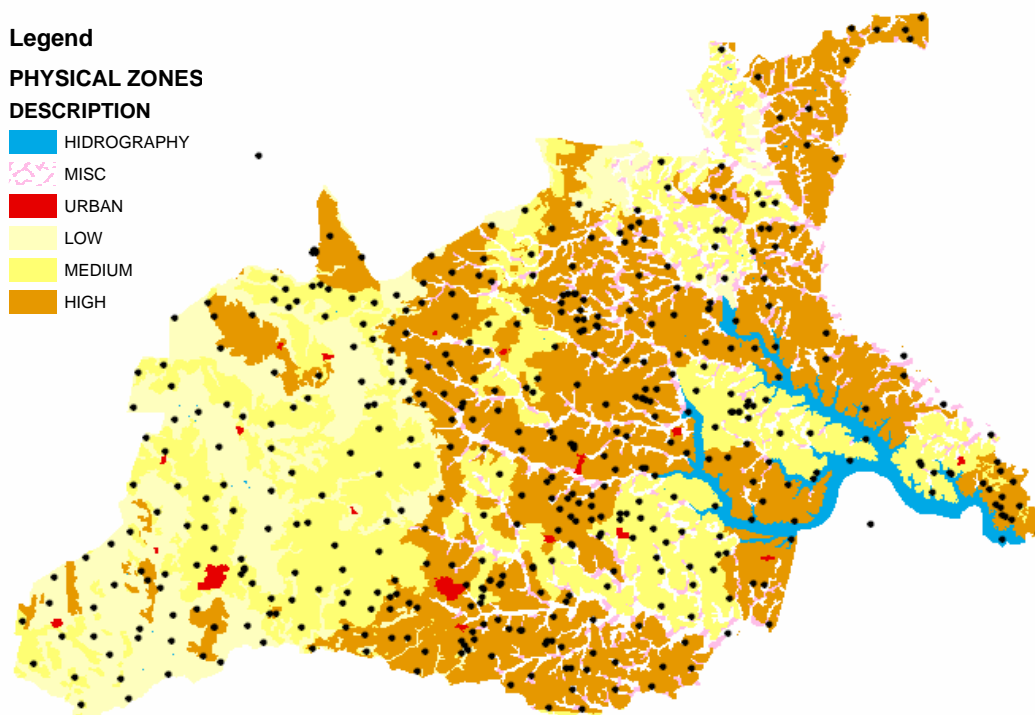 Legend
PHYSICAL ZONES
DESCRIPTION
HIDROGRAPHY
MISC
URBAN
LOW
MEDIUM
HIGH